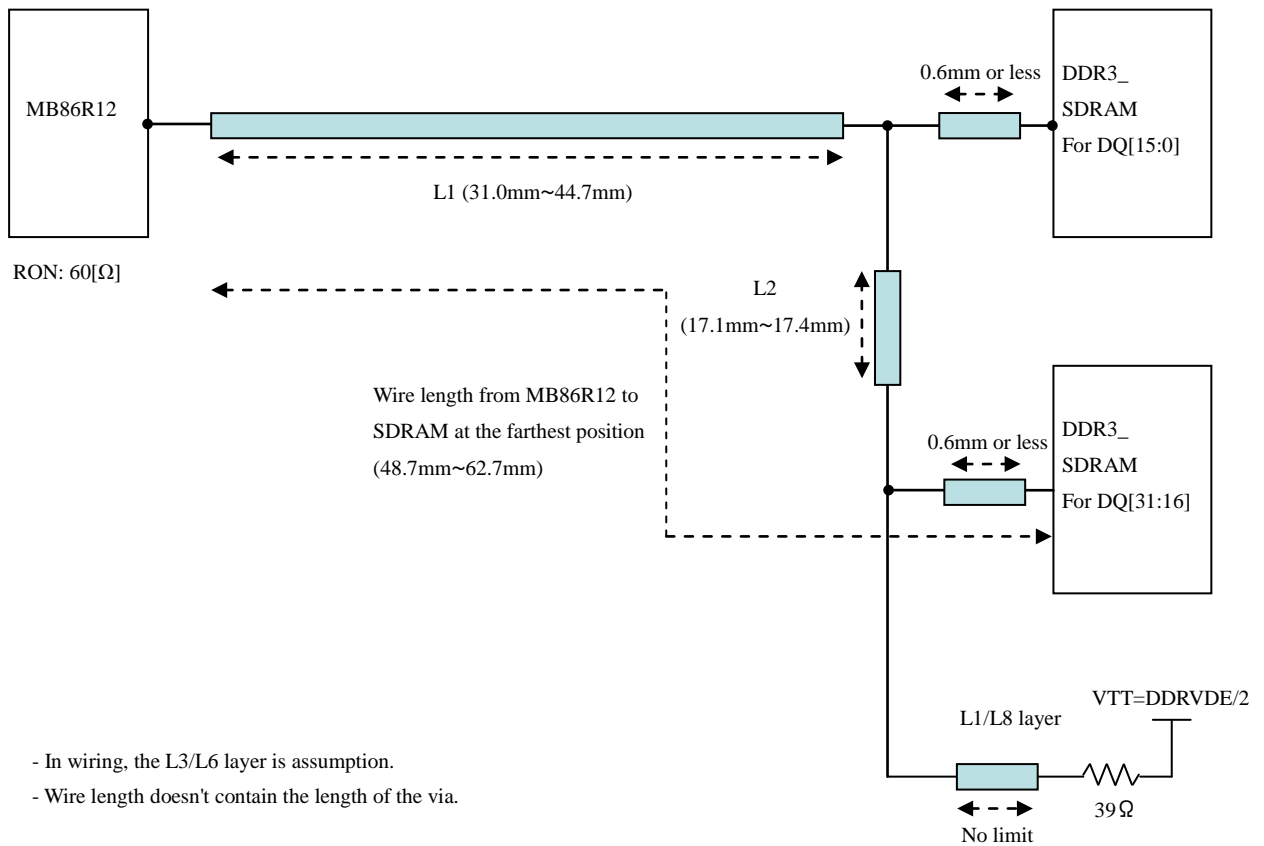 MB86R12
RON: 60[Ω]
L1 (31.0mm~44.7mm)
0.6mm or less
DDR3_
SDRAM
For DQ[15:0]
L2
(17.1mm~17.4mm)
Wire length from MB86R12 to
SDRAM at the farthest position
(48.7mm~62.7mm)
0.6mm or less
DDR3_
SDRAM
For DQ[31:16]
VTT=DDRVDE/2
L1/L8 layer
39Ω
No limit
- In wiring, the L3/L6 layer is assumption.
- Wire length doesn't contain the length of the via.